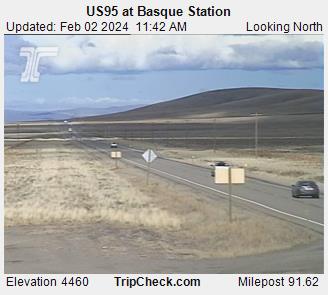 US95 at Basque Station
Updated: Feb 02 2024 11:42 AM Looking North
Elevation 4460 TripCheck.com Milepost 91.62